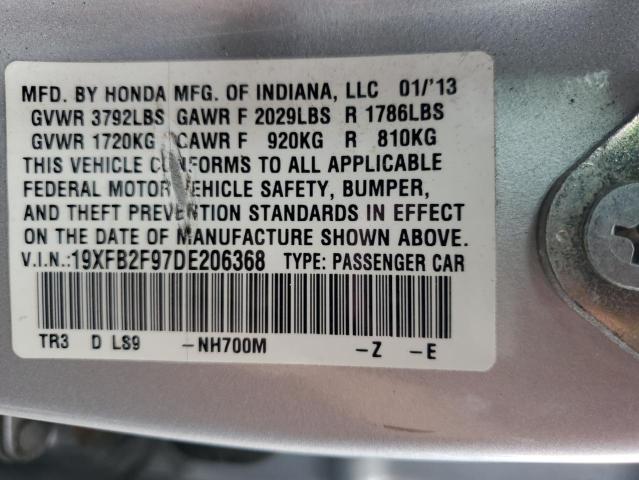 MFD. BY HONDA MFG. OF INDIANA, LLC 01/'13
GVWR 3792LBS GAWR F 2029LBS R 1786LBS
GVWR 1720KG GAWR F 920KG R 810KG
THIS VEHICLE CONFORMS TO ALL APPLICABLE
FEDERAL MOTOR VEHICLE SAFETY, BUMPER,
AND THEFT PREVENTION STANDARDS IN EFFECT
ON THE DATE OF MANUFACTURE SHOWN ABOVE.
V.I.N.:19XFB2F97DE206368 TYPE: PASSENGER CAR
TR3 D LS9 -NH700M -Z -E